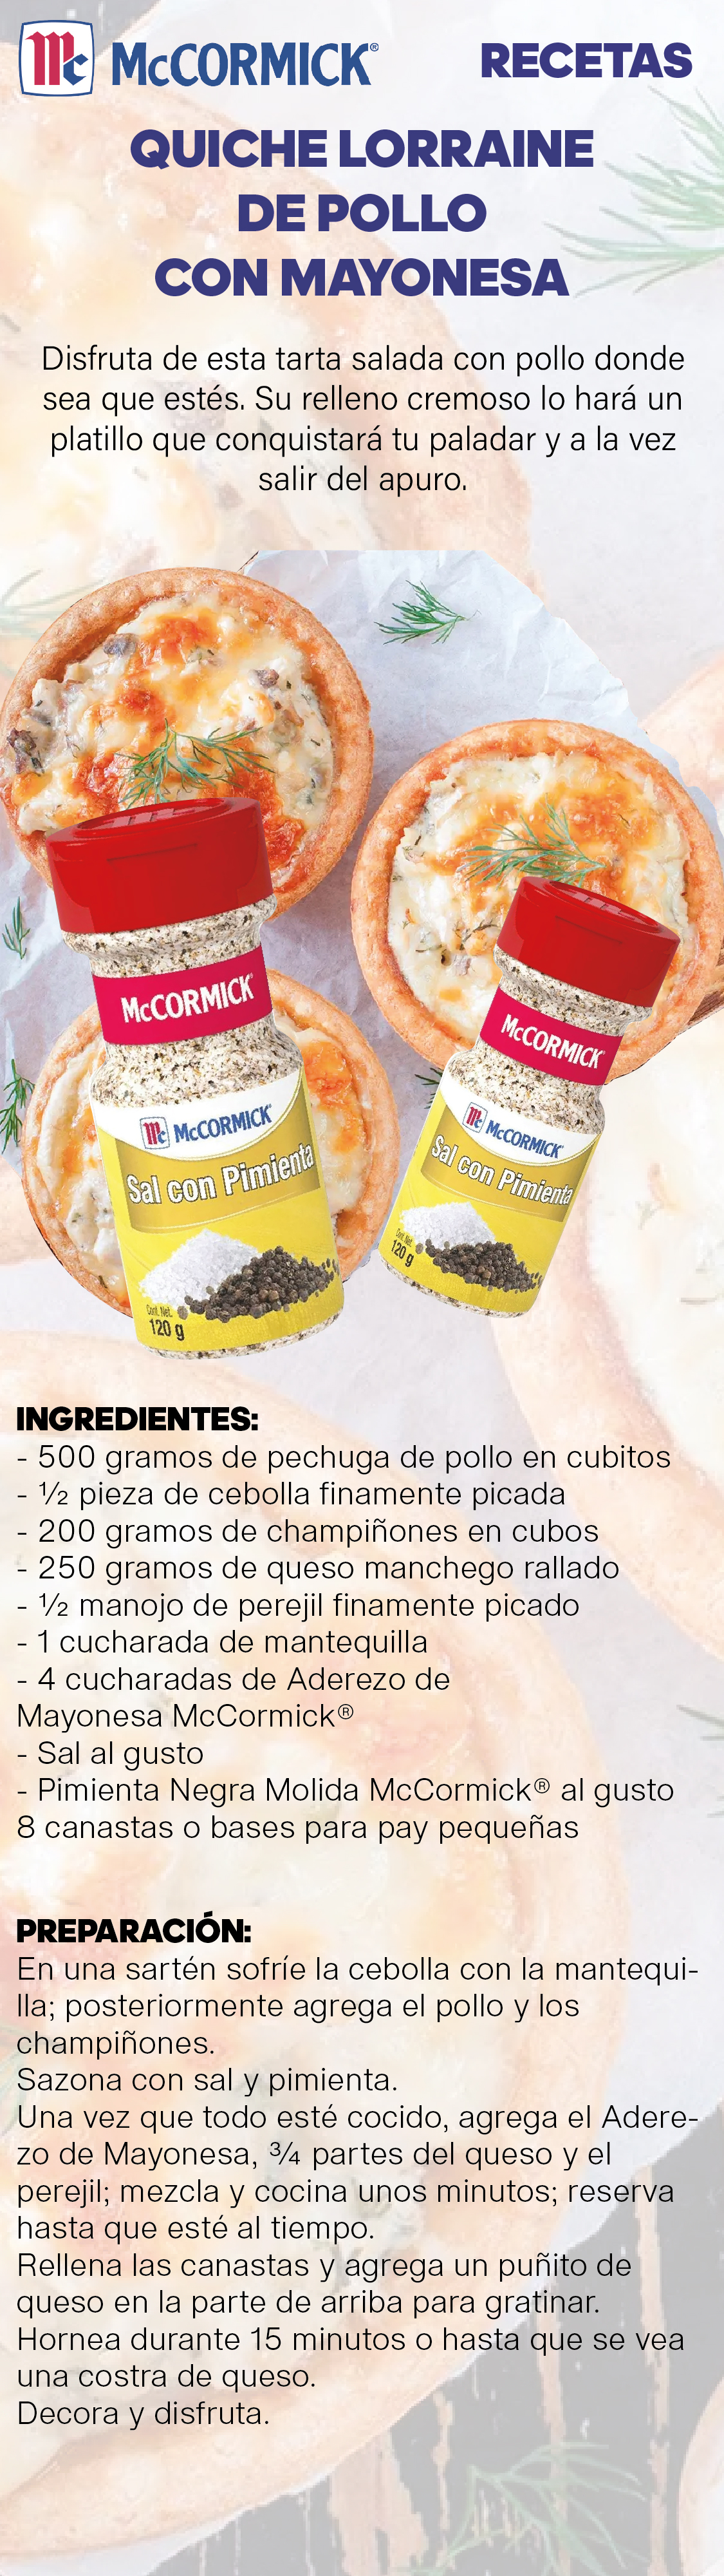 Mc McCORMICK®
RECETAS
QUICHE LORRAINE
DE POLLO
CON MAYONESA
Disfruta de esta tarta salada con pollo donde
sea que estés. Su relleno cremoso lo hará un
platillo que conquistará tu paladar y a la vez
salir del apuro.
McCORMICK®
Mc McCORMICK®
Sal con Pimienta
Cont. Net.
120 g
McCORMICK®
Mc McCORMICK®
Sal con Pimienta
Cont. Net.
120 g
INGREDIENTES:
- 500 gramos de pechuga de pollo en cubitos
- ½ pieza de cebolla finamente picada
- 200 gramos de champiñones en cubos
- 250 gramos de queso manchego rallado
- ½ manojo de perejil finamente picado
- 1 cucharada de mantequilla
- 4 cucharadas de Aderezo de
Mayonesa McCormick®
- Sal al gusto
- Pimienta Negra Molida McCormick® al gusto
8 canastas o bases para pay pequeñas
PREPARACIÓN:
En una sartén sofríe la cebolla con la mantequi-
lla; posteriormente agrega el pollo y los
champiñones.
Sazona con sal y pimienta.
Una vez que todo esté cocido, agrega el Adere-
zo de Mayonesa, ¾ partes del queso y el
perejil; mezcla y cocina unos minutos; reserva
hasta que esté al tiempo.
Rellena las canastas y agrega un puñito de
queso en la parte de arriba para gratinar.
Hornea durante 15 minutos o hasta que se vea
una costra de queso.
Decora y disfruta.